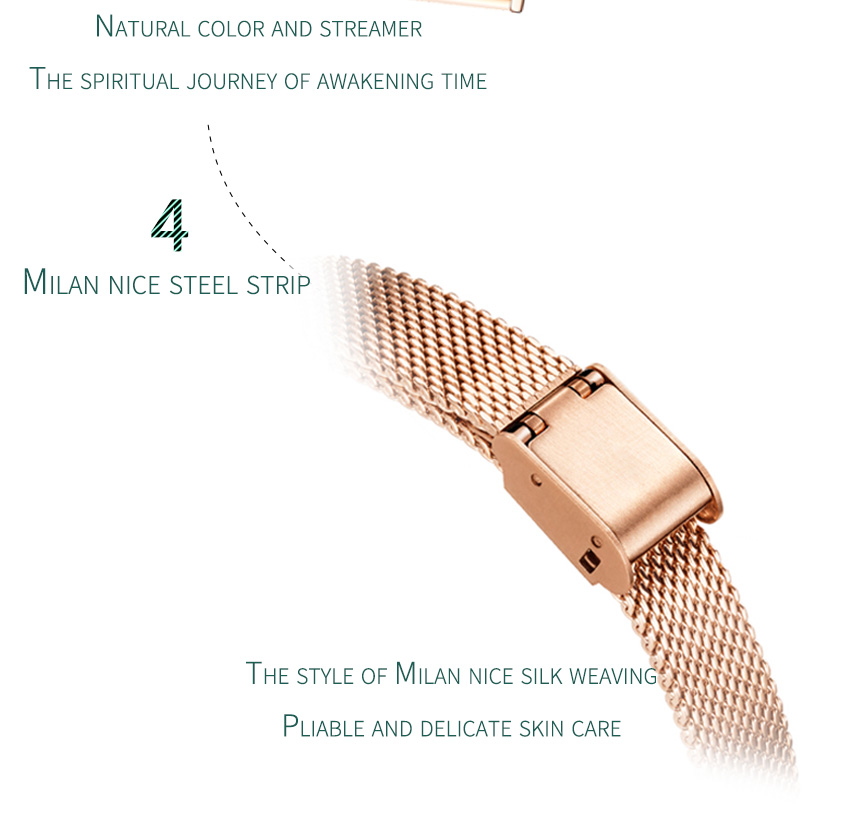 Natural color and streamer
The spiritual journey of awakening time
4
Milan nice steel strip
The style of Milan nice silk weaving
Pliable and delicate skin care